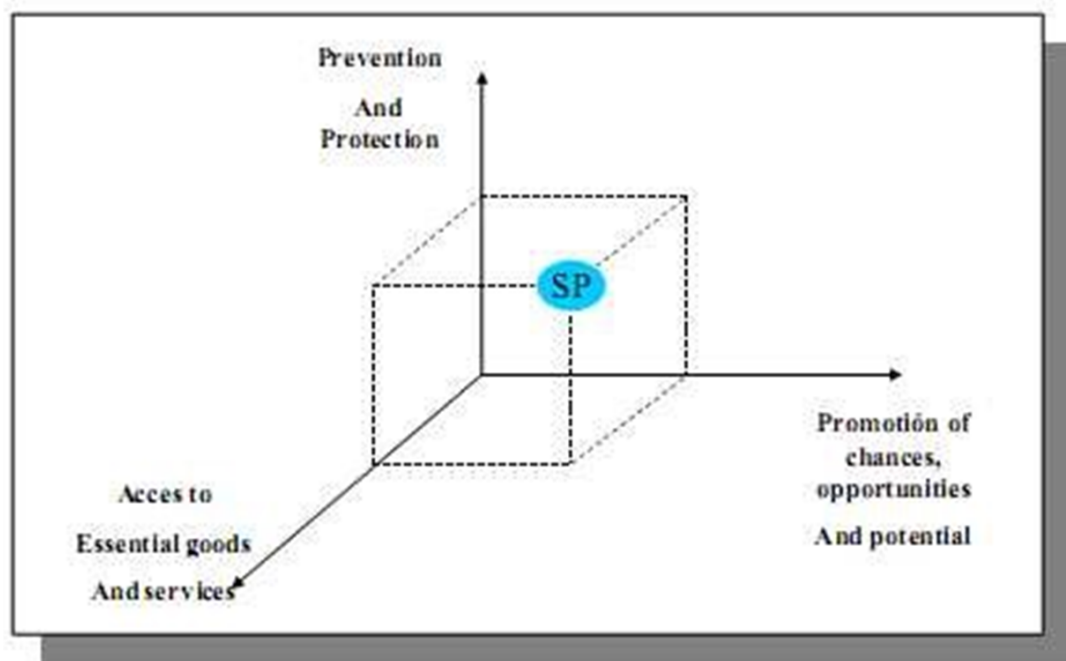 Prevention
And
Protection
SP
Promotión of
chances,
opportunities
And potential
Acces to
Essential goods
And services